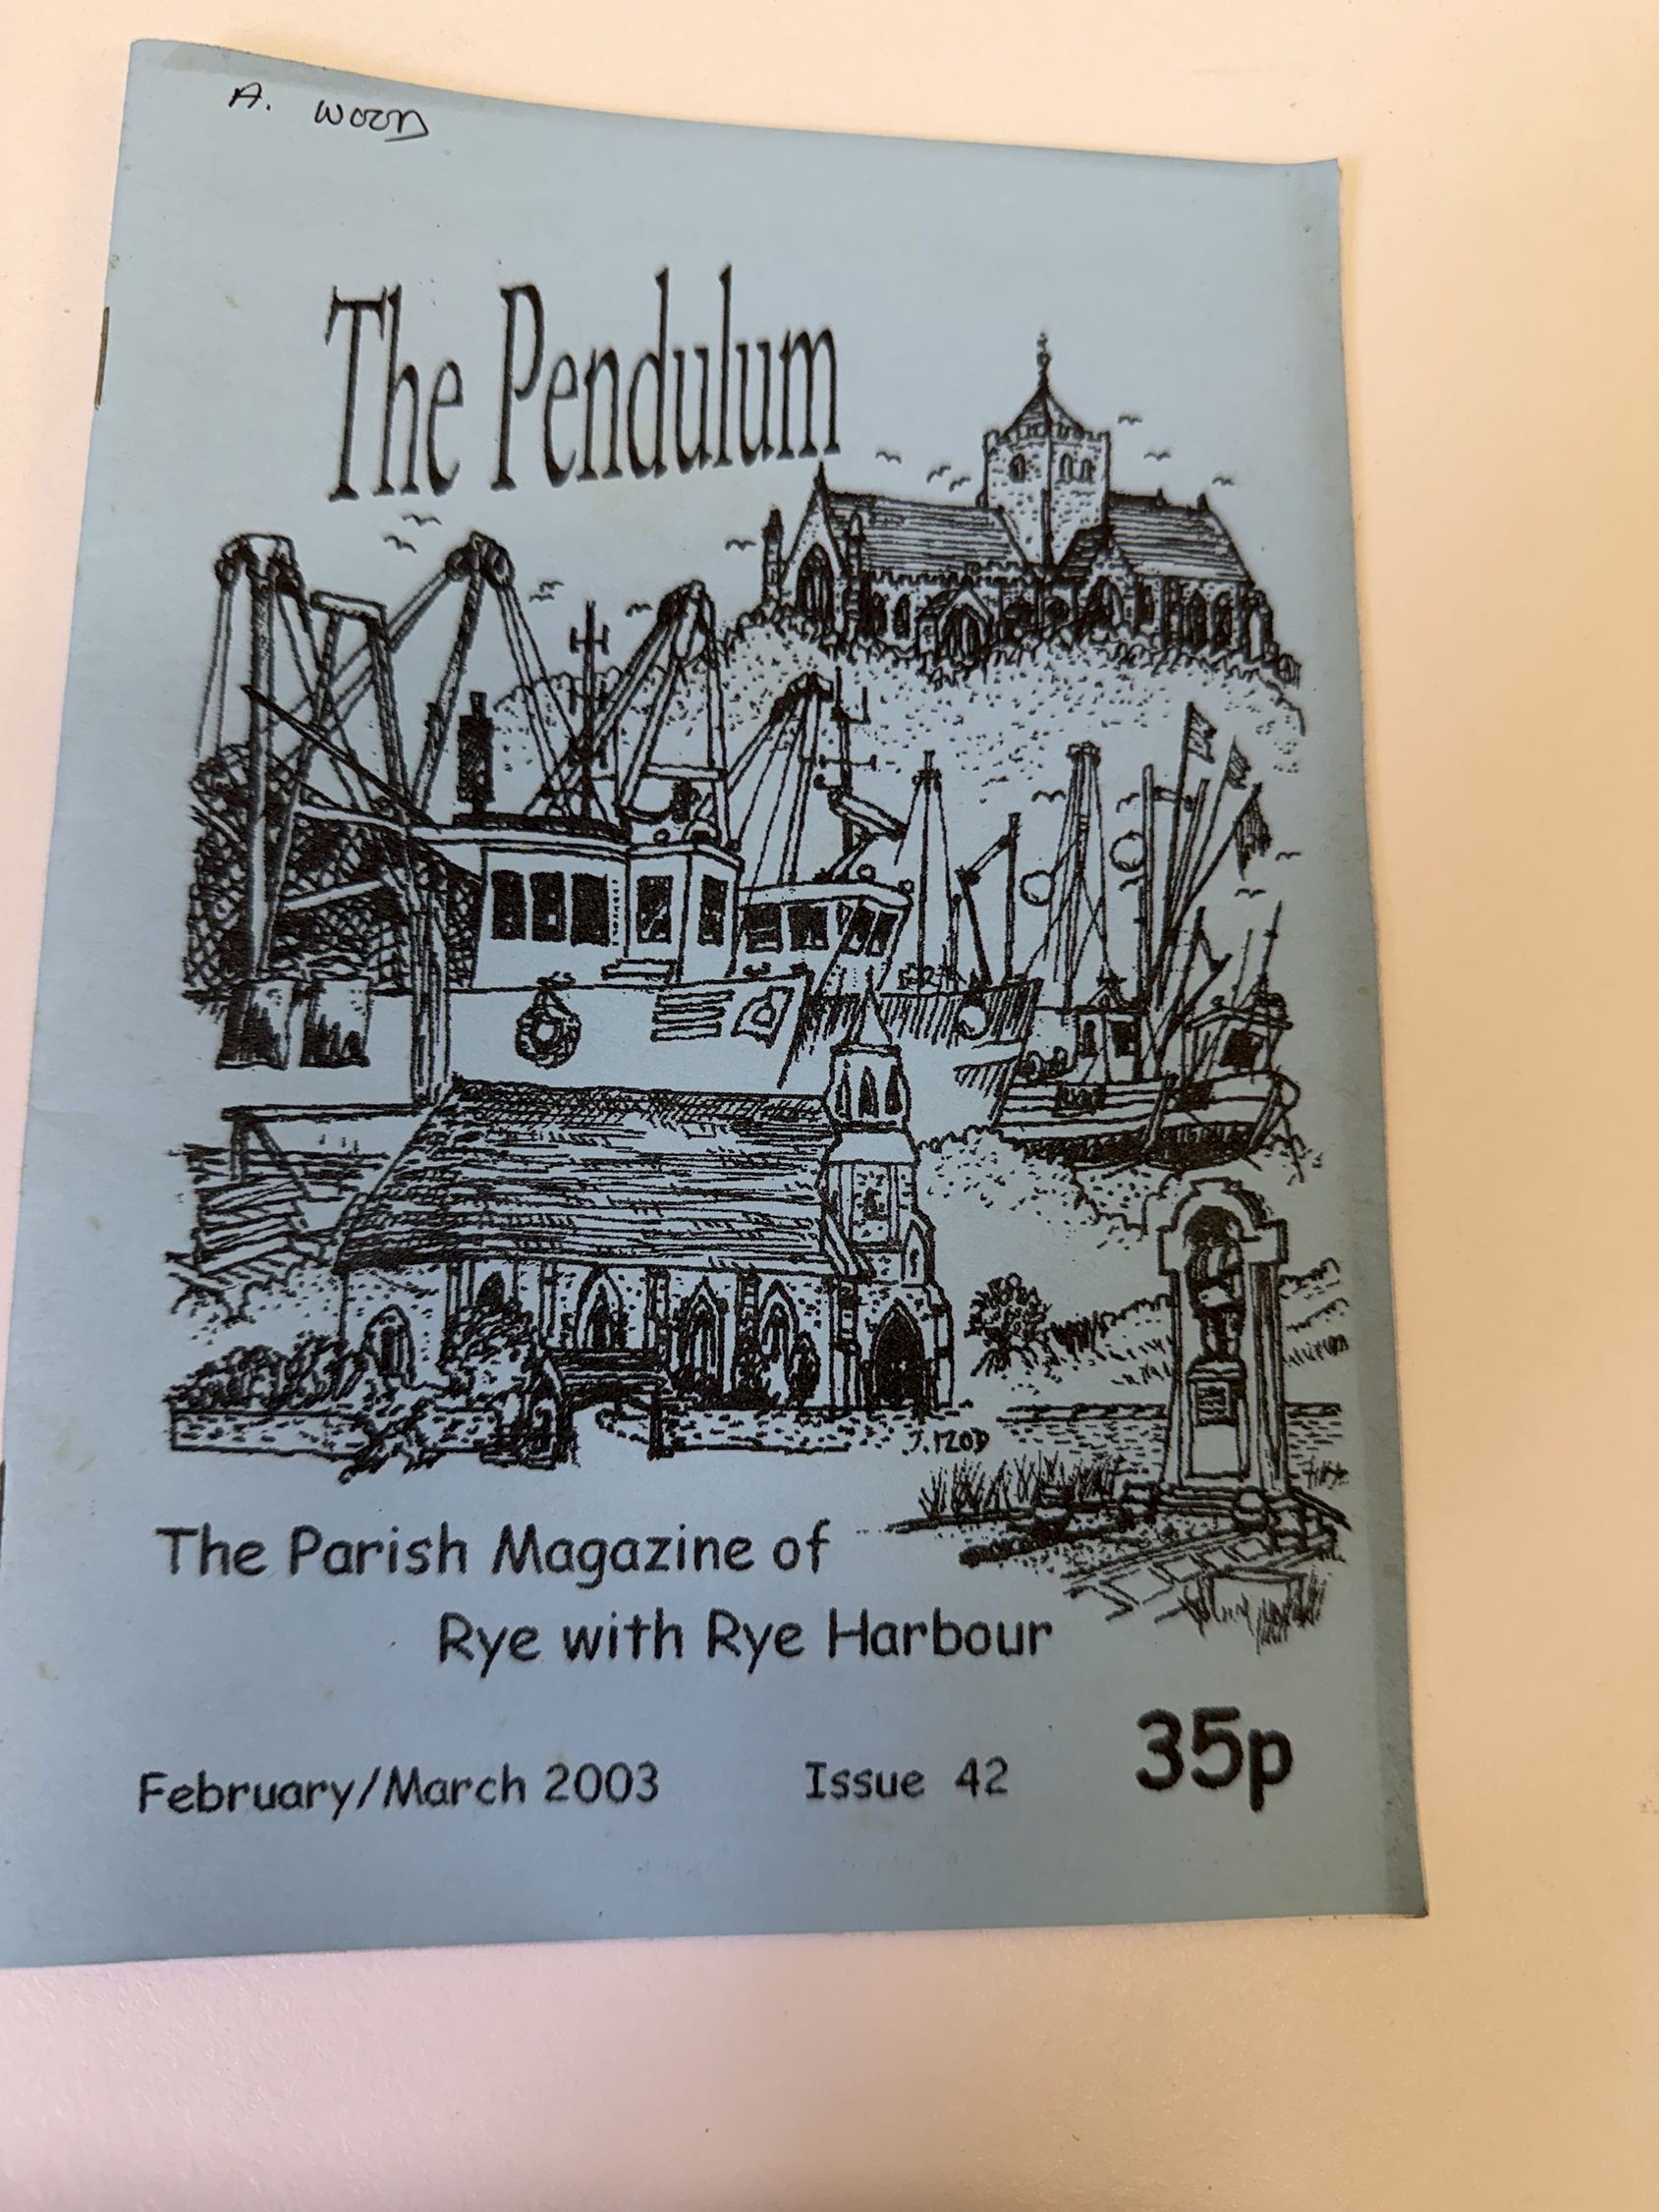 A. WOOD
The Pendulum
J. IZOD
The Parish Magazine of
Rye with Rye Harbour
February/March 2003 Issue 42 35p